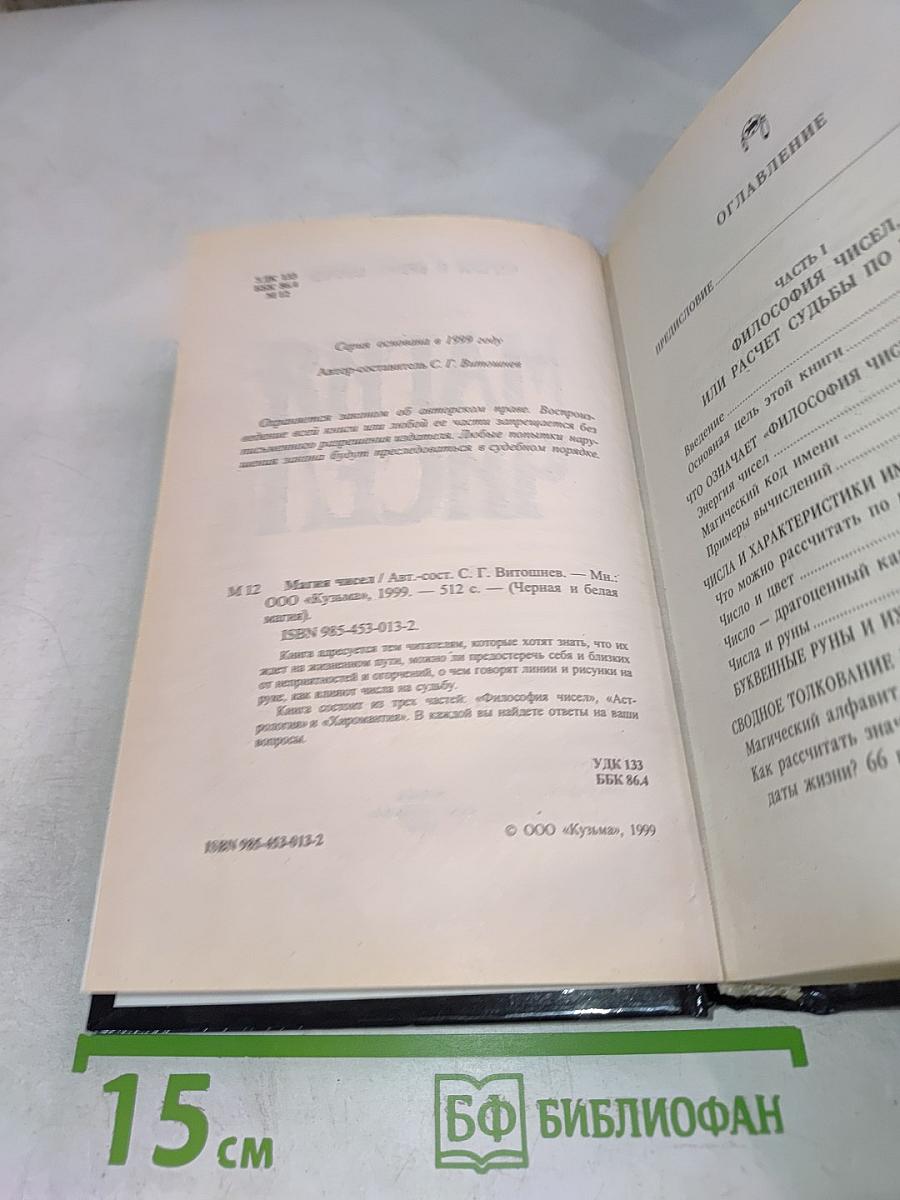 УДК 133
ББК 86.4
М 12
Серия основана в 1999 году
Автор-составитель С. Г. Витошнев
Охраняется законом об авторском праве. Воспроиз-
ведение всей книги или любой ее части запрещается без
письменного разрешения издателя. Любые попытки нару-
шения закона будут преследоваться в судебном порядке.
М 12 Магия чисел / Авт.-сост. С. Г. Витошнев. — Мн.:
ООО «Кузьма», 1999. — 512 с. — (Черная и белая
магия).
ISBN 985-453-013-2.
Книга адресуется тем читателям, которые хотят знать, что их
ждет на жизненном пути, можно ли предостеречь себя и близких
от неприятностей и огорчений, о чем говорят линии и рисунки на
руке, как влияют числа на судьбу.
Книга состоит из трех частей: «Философия чисел», «Аст-
рология» и «Хиромантия». В каждой вы найдете ответы на ваши
вопросы.
УДК 133
ББК 86.4
ISBN 985-453-013-2
© ООО «Кузьма», 1999
ОГЛАВЛЕНИЕ
ПРЕДИСЛОВИЕ
ЧАСТЬ I
ФИЛОСОФИЯ ЧИСЕЛ,
ИЛИ РАСЧЕТ СУДЬБЫ ПО
Введение
Основная цель этой книги
ЧТО ОЗНАЧАЕТ «ФИЛОСОФИЯ ЧИС
Энергия чисел
Магический код имени
Примеры вычислений
ЧИСЛА И ХАРАКТЕРИСТИКИ ИМ
Что можно рассчитать по
Число и цвет
Число — драгоценный кам
Числа и руны
БУКВЕННЫЕ РУНЫ И ИХ
СВОДНОЕ ТОЛКОВАНИЕ
Магический алфавит
Как рассчитать знач
даты жизни? 66
15 см
БФ БИБЛИОФАН